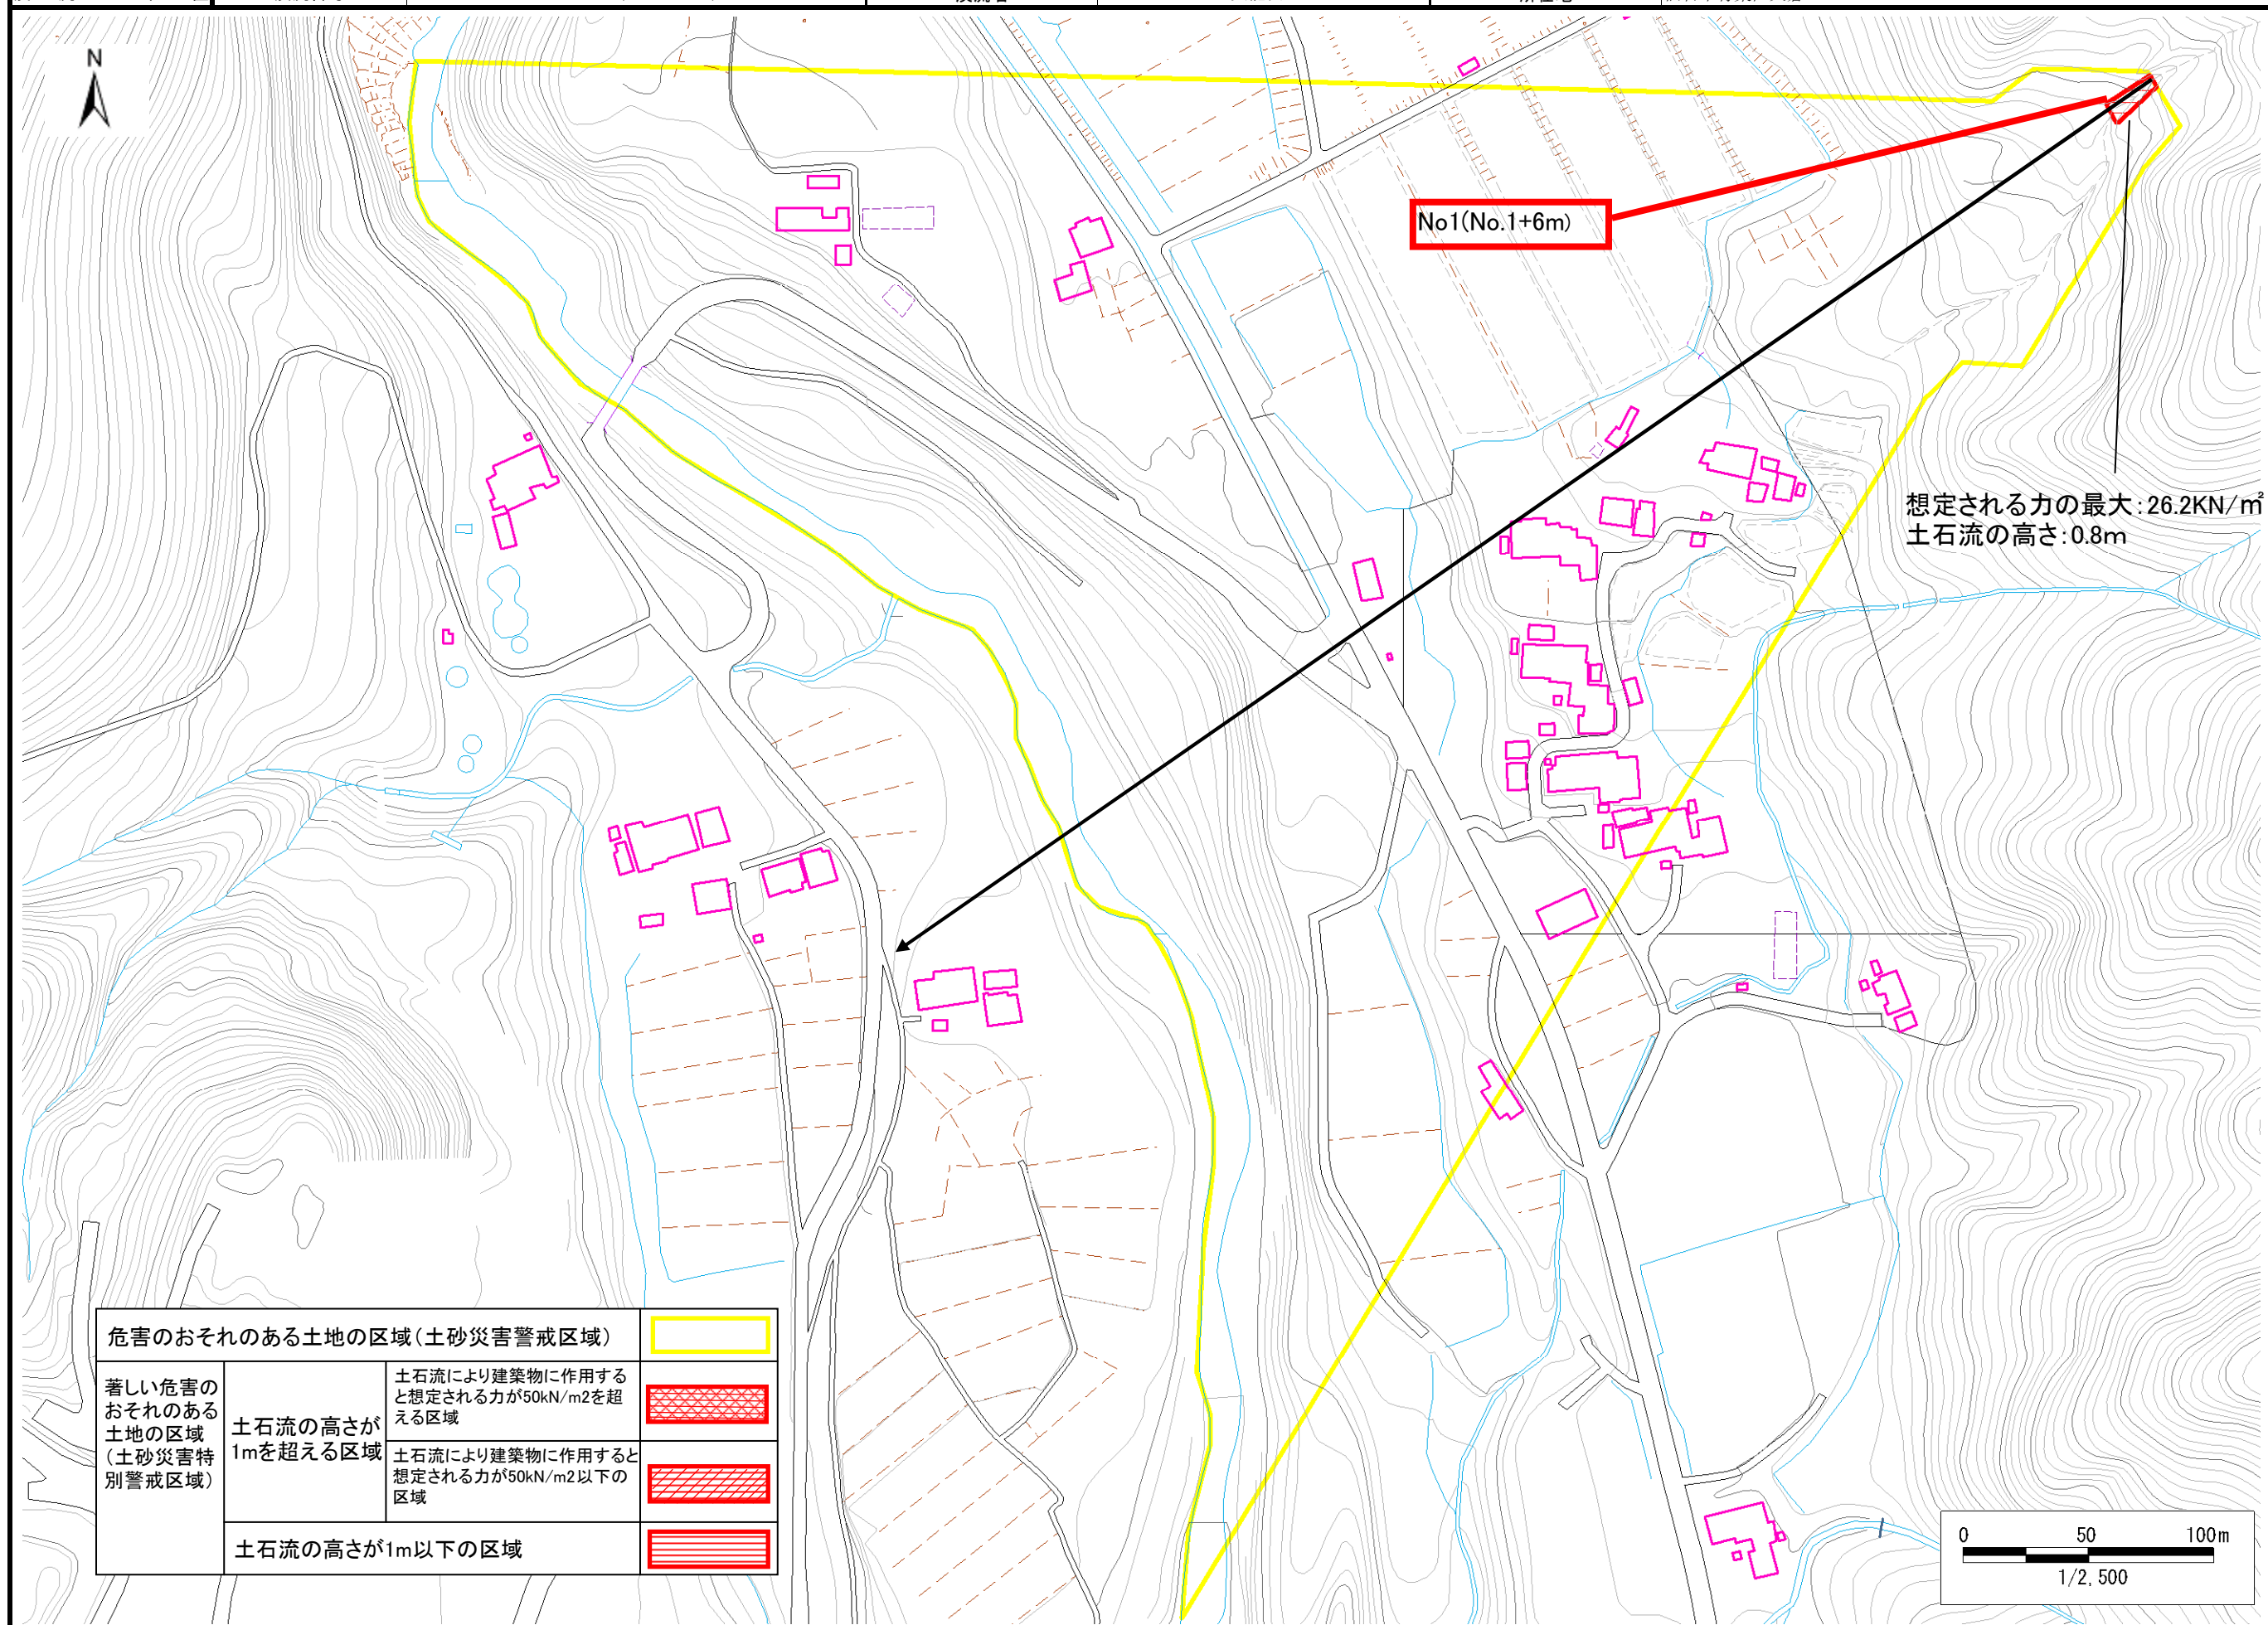 N
No1(No.1+6m)
想定される力の最大:26.2KN/㎡
土石流の高さ:0.8m
危害のおそれのある土地の区域(土砂災害警戒区域)
著しい危害の
おそれのある
土地の区域
(土砂災害特
別警戒区域)
土石流の高さが
1mを超える区域
土石流により建築物に作用する
と想定される力が50kN/m2を超
える区域
土石流により建築物に作用すると
想定される力が50kN/m2以下の
区域
土石流の高さが1m以下の区域
0 50 100m
1/2,500